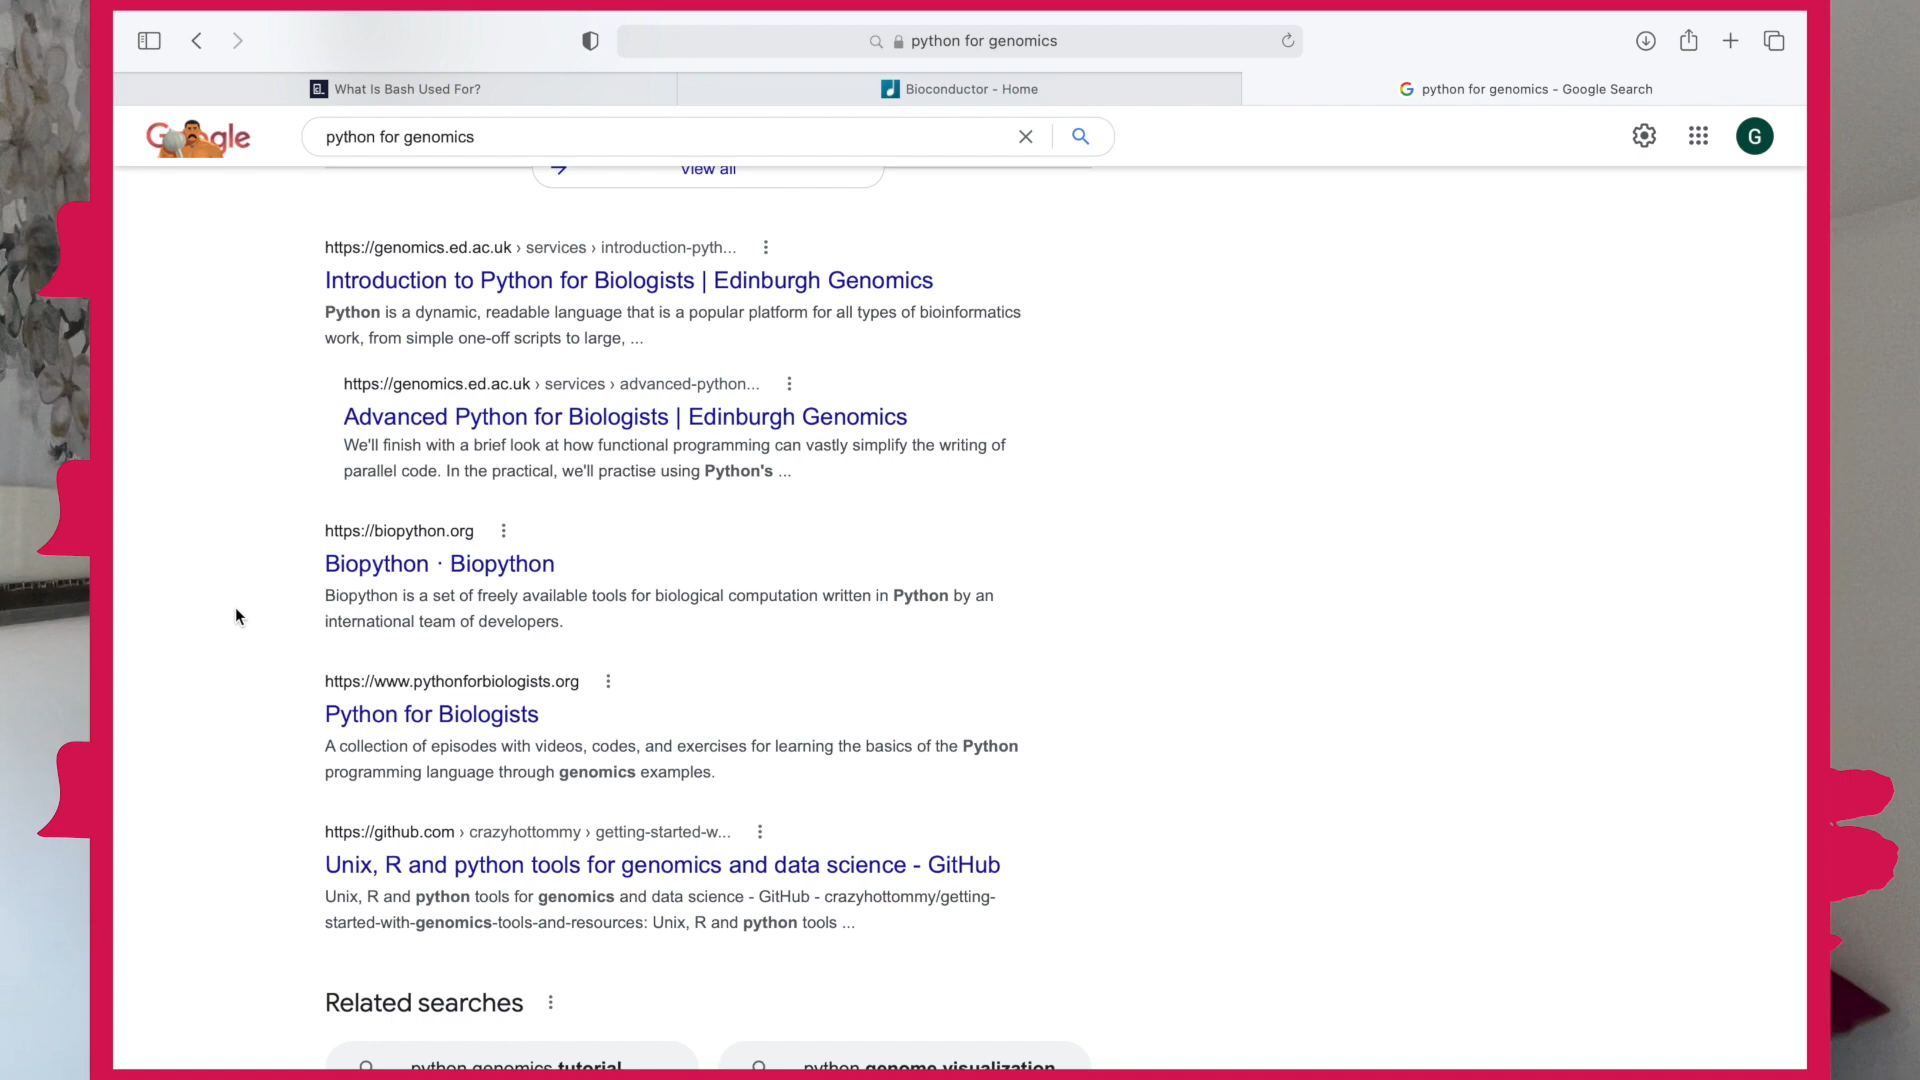 python for genomics
What Is Bash Used For?
Bioconductor - Home
python for genomics - Google Search
python for genomics
G
View all
https://genomics.ed.ac.uk › services › introduction-pyth...
Introduction to Python for Biologists | Edinburgh Genomics
Python is a dynamic, readable language that is a popular platform for all types of bioinformatics
work, from simple one-off scripts to large, ...
https://genomics.ed.ac.uk › services › advanced-python...
Advanced Python for Biologists | Edinburgh Genomics
We'll finish with a brief look at how functional programming can vastly simplify the writing of
parallel code. In the practical, we'll practise using Python's ...
https://biopython.org
Biopython · Biopython
Biopython is a set of freely available tools for biological computation written in Python by an
international team of developers.
https://www.pythonforbiologists.org
Python for Biologists
A collection of episodes with videos, codes, and exercises for learning the basics of the Python
programming language through genomics examples.
https://github.com › crazyhottommy › getting-started-w...
Unix, R and python tools for genomics and data science - GitHub
Unix, R and python tools for genomics and data science - GitHub - crazyhottommy/getting-
started-with-genomics-tools-and-resources: Unix, R and python tools ...
Related searches
python genomics tutorial
python genome visualization